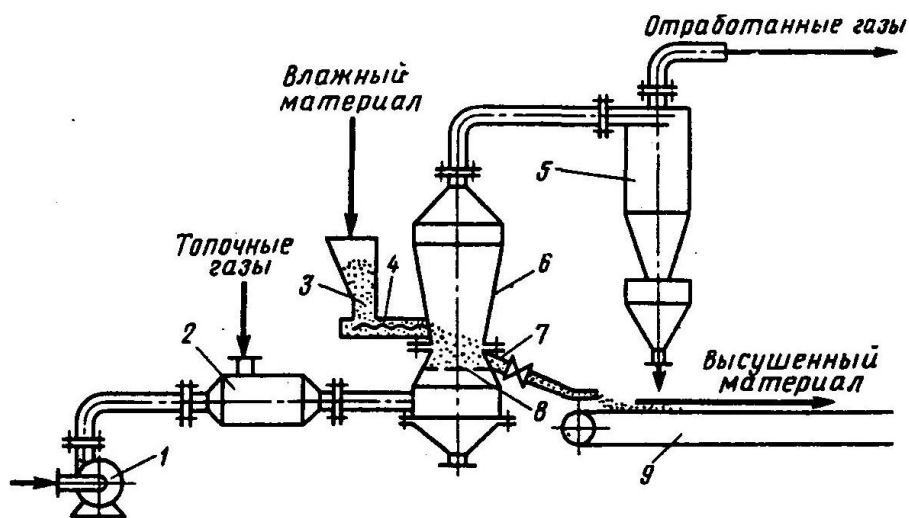 Отработанные газы
Влажный
материал
5
Топочные
газы
3
4
6
2
7
Высушенный
материал
8
1
9